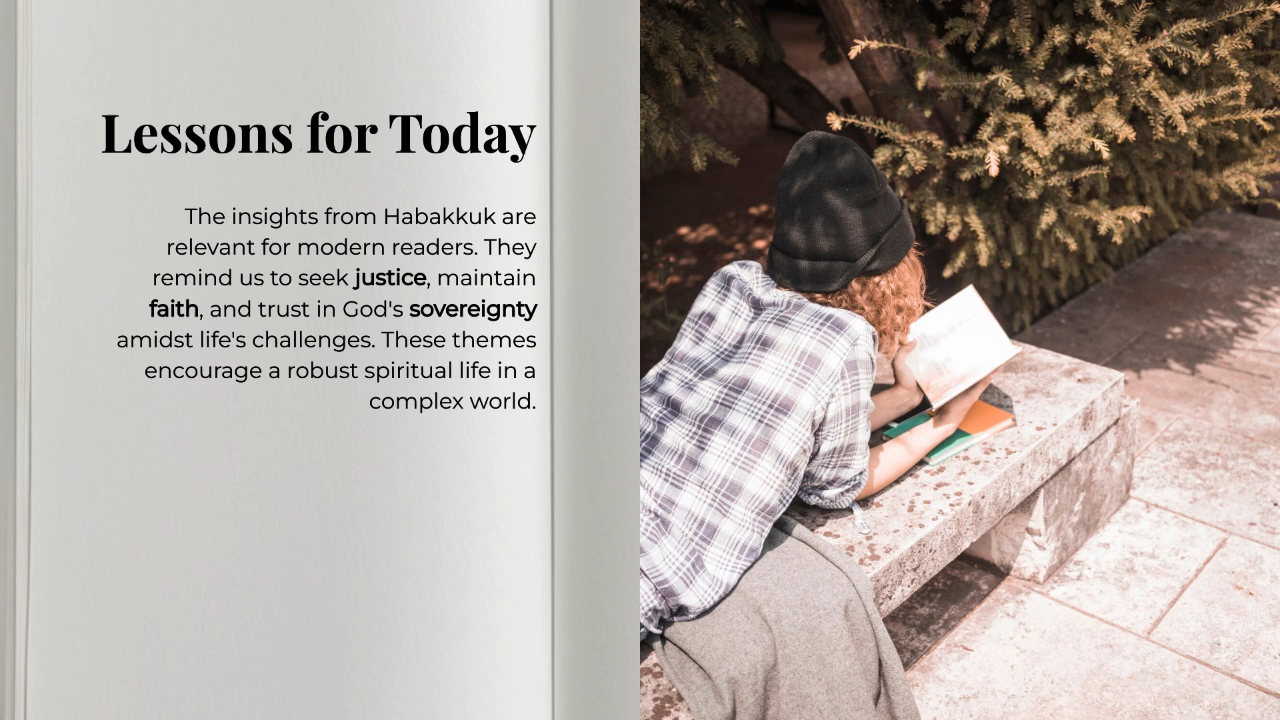 Lessons for Today
The insights from Habakkuk are
relevant for modern readers. They
remind us to seek justice, maintain
faith, and trust in God's sovereignty
amidst life's challenges. These themes
encourage a robust spiritual life in a
complex world.